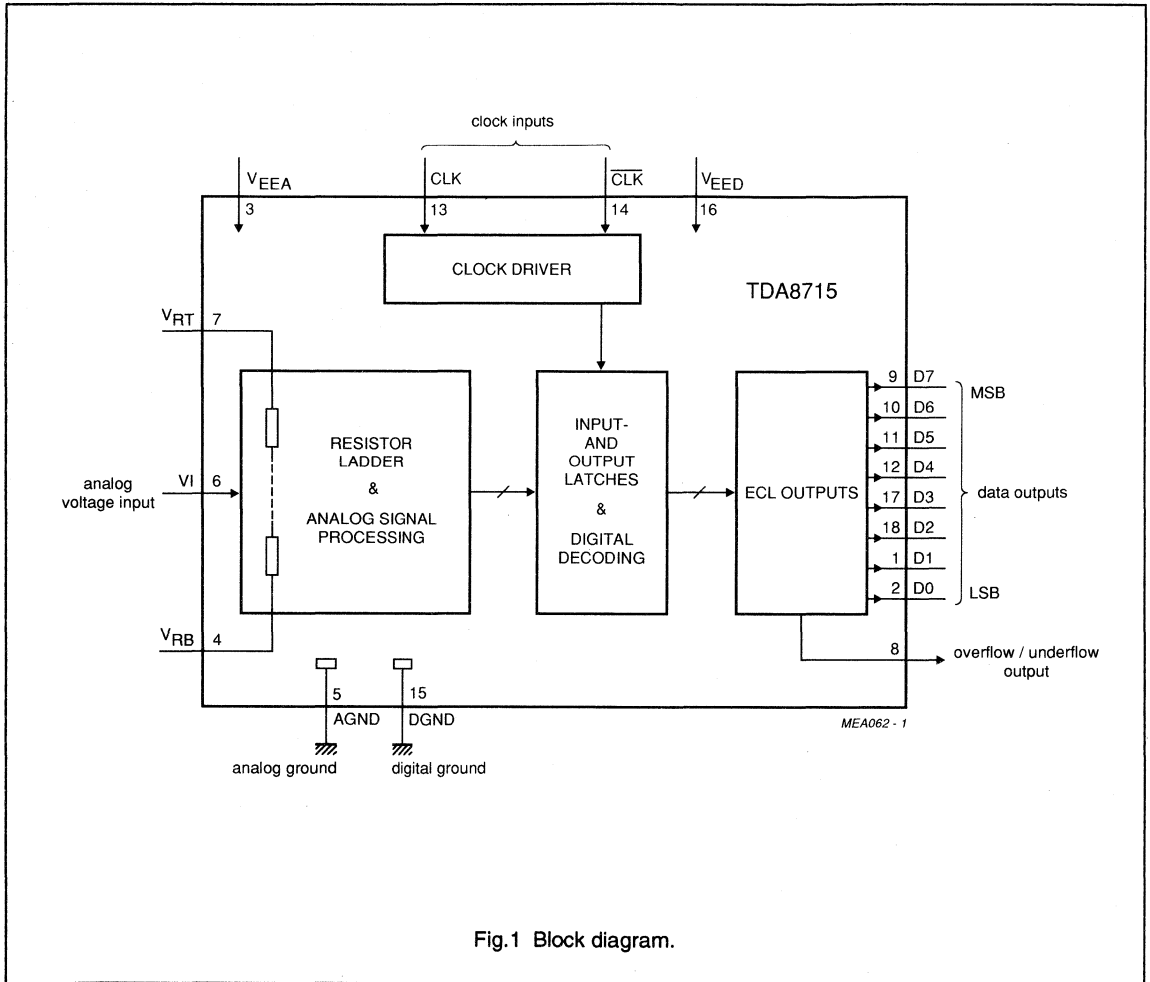 clock inputs
VEEA CLK CLK VEED
3 13 14 16
CLOCK DRIVER
TDA8715
VRT 7
9 D7 MSB
10 D6
11 D5
12 D4
17 D3
18 D2
1 D1
2 D0 LSB
data outputs
RESISTOR
LADDER
&
ANALOG SIGNAL
PROCESSING
INPUT-
AND
OUTPUT
LATCHES
&
DIGITAL
DECODING
ECL OUTPUTS
analog
voltage input
VI 6
VRB 4
8 overflow / underflow
output
5 15
AGND DGND
MEA062 - 1
analog ground digital ground
Fig.1 Block diagram.